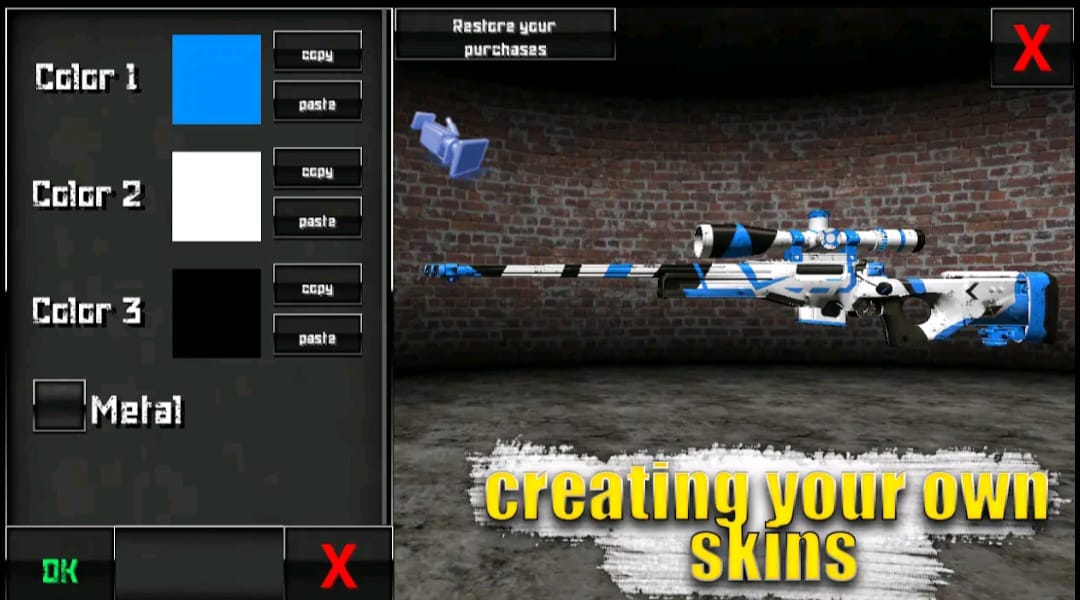 Color 1
copy
paste
Color 2
copy
paste
Color 3
copy
paste
Metal
OK
X
Restore your
purchases
X
creating your own
skins